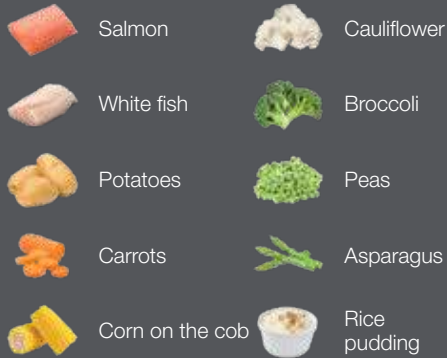 Salmon
White fish
Potatoes
Carrots
Corn on the cob
Cauliflower
Broccoli
Peas
Asparagus
Rice
pudding